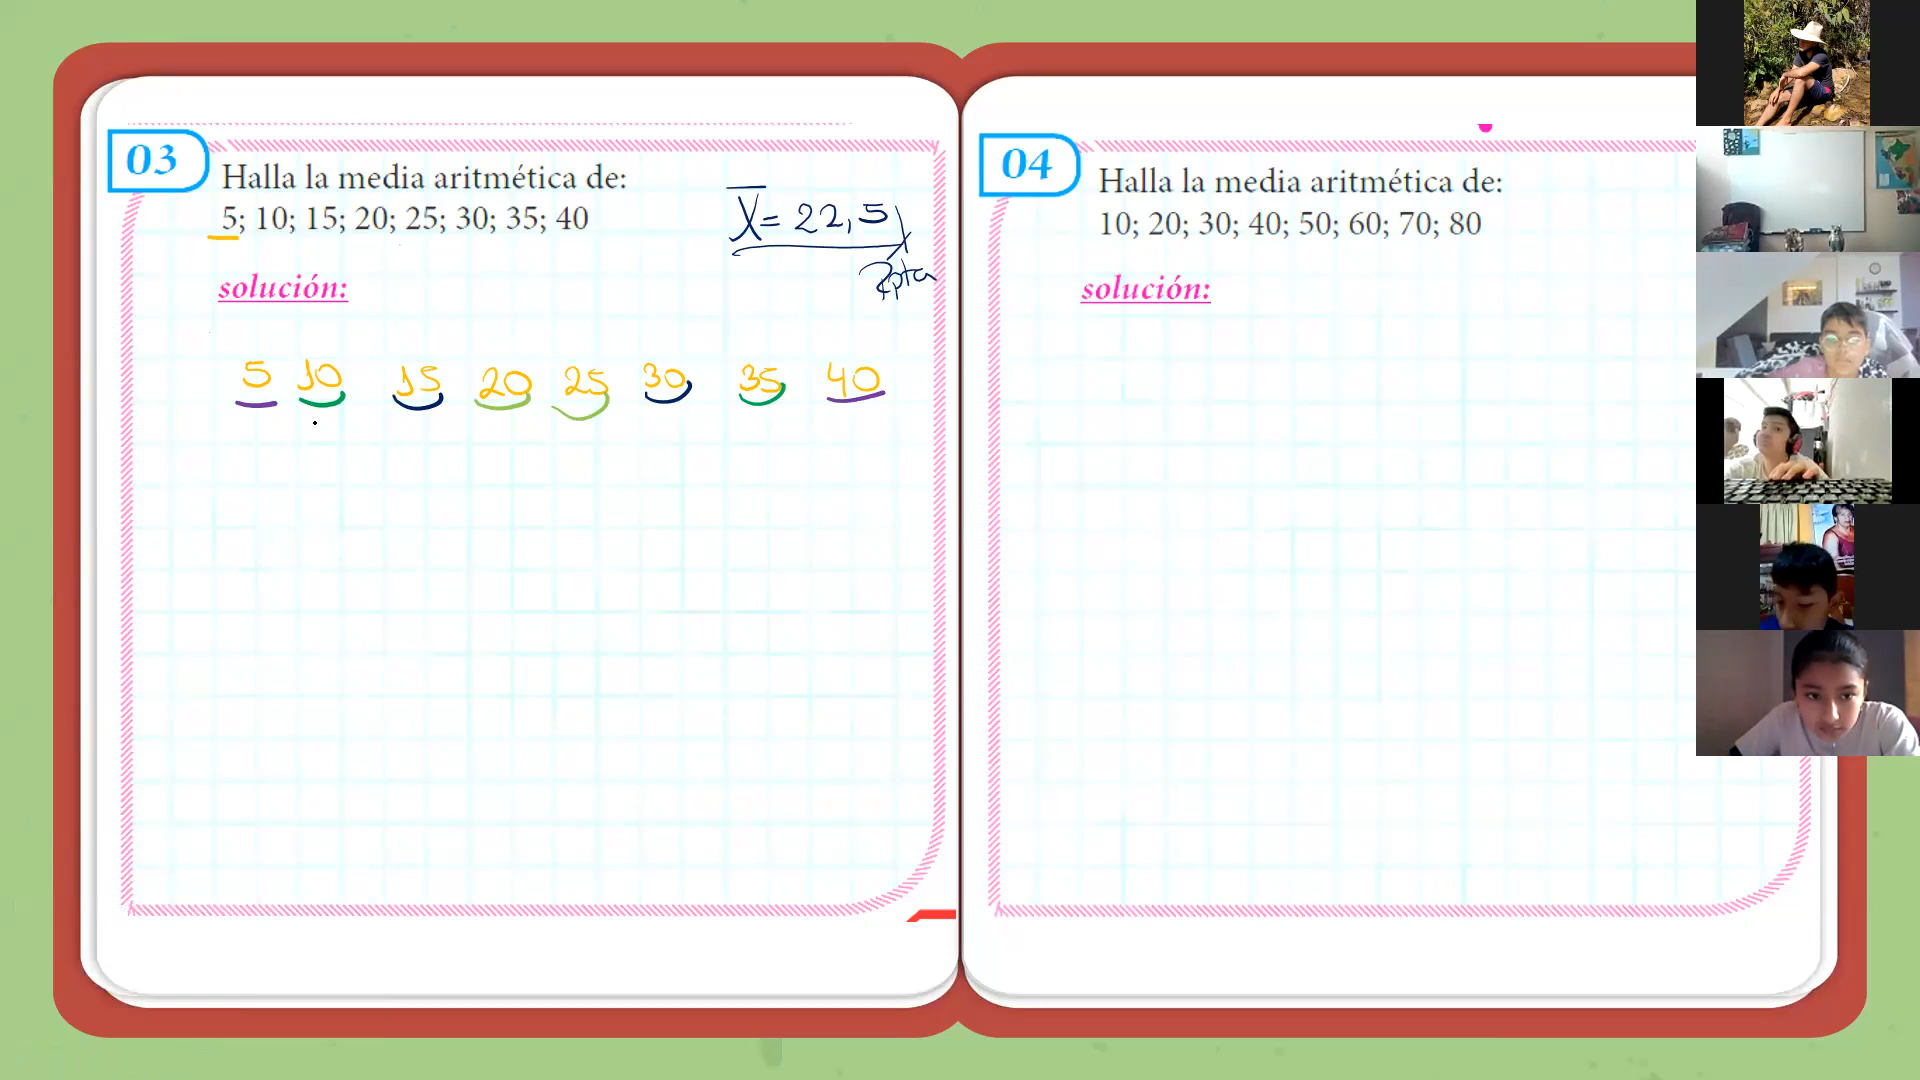 03
Halla la media aritmética de:
5; 10; 15; 20; 25; 30; 35; 40
X = 22,5
Rpta
solución:
5 10 15 20 25 30 35 40
04
Halla la media aritmética de:
10; 20; 30; 40; 50; 60; 70; 80
solución: